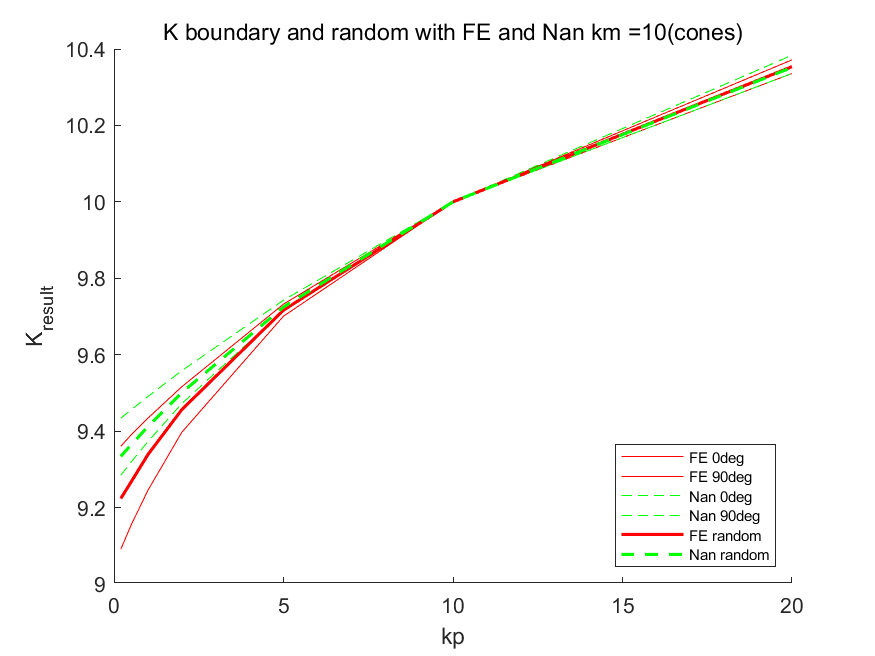 K boundary and random with FE and Nan km =10(cones)
10.4
10.2
10
9.8
9.6
9.4
9.2
9
K_result
0
5
10
15
20
kp
FE 0deg
FE 90deg
Nan 0deg
Nan 90deg
FE random
Nan random